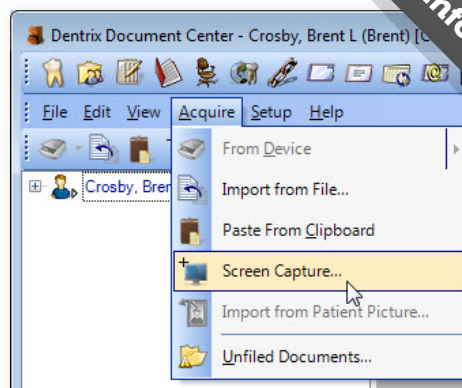 Dentrix Document Center - Crosby, Brent L (Brent) [
File Edit View Acquire Setup Help
From Device
Crosby, Bren
Import from File...
Paste From Clipboard
Screen Capture...
Import from Patient Picture...
Unfiled Documents...